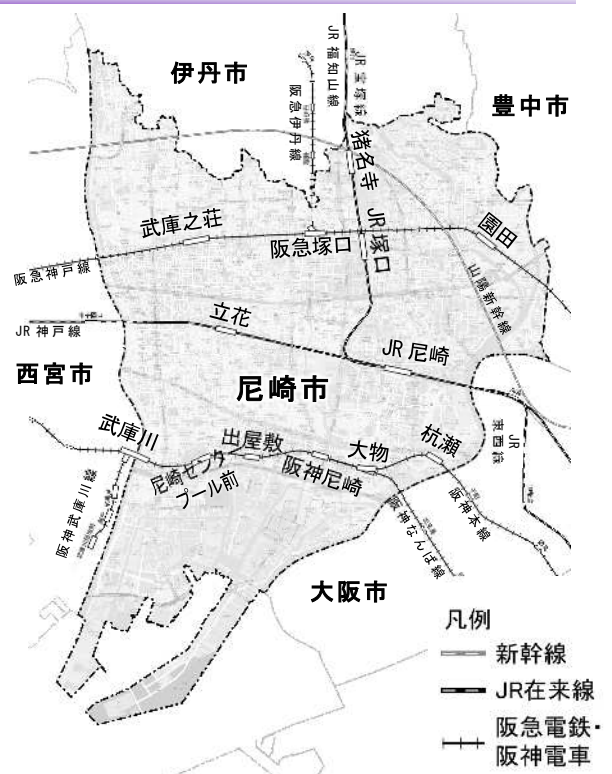 伊丹市
豊中市
JR福知山線
JR宝塚線
阪急伊丹線
猪名寺
JR塚口
武庫之荘
阪急塚口
園田
阪急神戸線
山陽新幹線
立花
JR神戸線
JR尼崎
西宮市
尼崎市
JR東西線
武庫川
尼崎センタープール前
出屋敷
阪神尼崎
大物
杭瀬
阪神武庫川線
阪神なんば線
阪神本線
大阪市
凡例
新幹線
JR在来線
阪急電鉄・
阪神電車